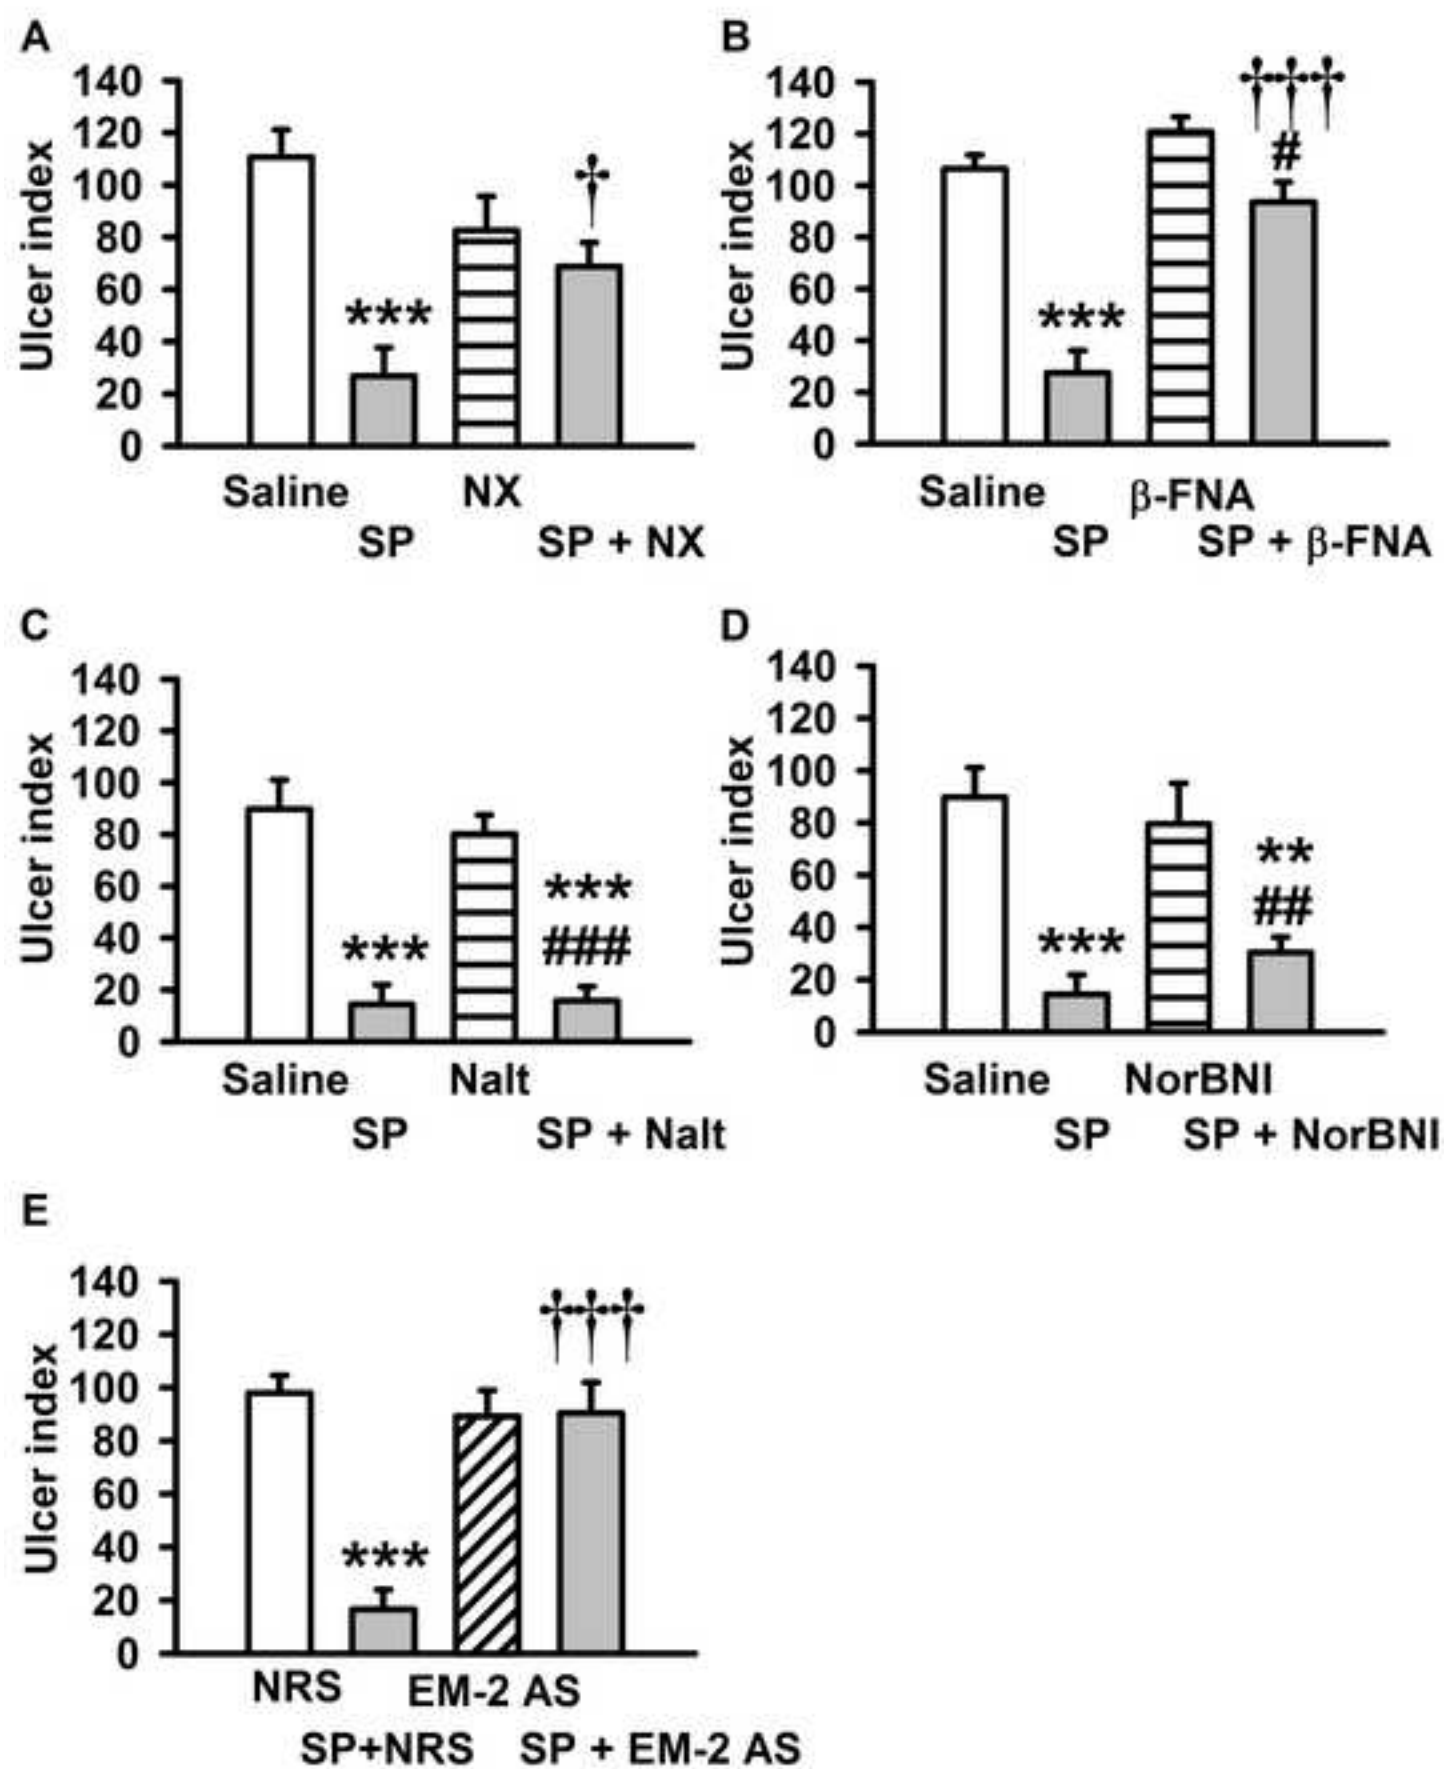 A
Ulcer index
140
120
100
80
60
40
20
0
***
†
Saline
NX
SP
SP + NX
B
Ulcer index
140
120
100
80
60
40
20
0
†††
#
***
Saline
β-FNA
SP
SP + β-FNA
C
Ulcer index
140
120
100
80
60
40
20
0
***
***
###
Saline
Nalt
SP
SP + Nalt
D
Ulcer index
140
120
100
80
60
40
20
0
***
**
##
Saline
NorBNI
SP
SP + NorBNI
E
Ulcer index
140
120
100
80
60
40
20
0
***
†††
NRS
EM-2 AS
SP+NRS
SP + EM-2 AS